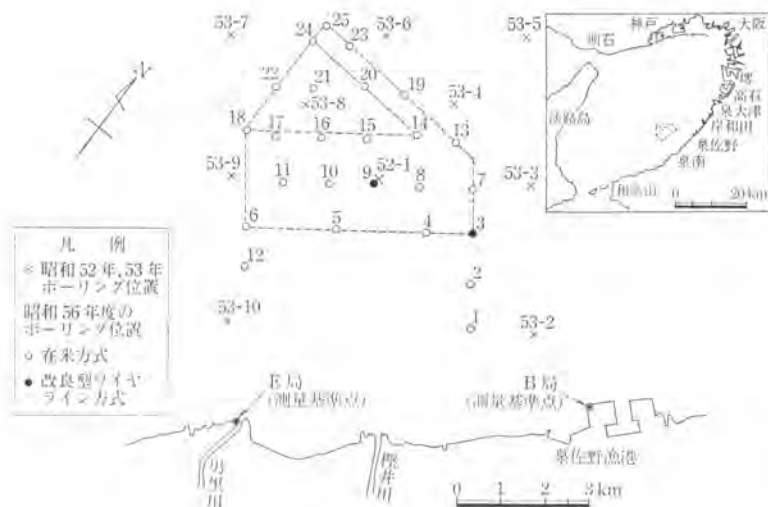 53-7
25
53-6
53-5
24
23
22
21
20
19
53-8
53-4
18
17
16
15
14
13
53-9
11
10
9
52-1
8
7
53-3
6
5
4
3
12
2
53-10
1
53-2
凡 例
× 昭和52年,53年
ボーリング位置
昭和56年度の
ボーリング位置
○ 在来方式
● 改良型ワイヤ
ライン方式
E局
(測量基準点)
B局
(測量基準点)
男里川
樫井川
泉佐野漁港
0 1 2 3km
神戸
大阪
明石
堺
高石
泉大津
岸和田
泉佐野
泉南
淡路島
和歌山
0 20km